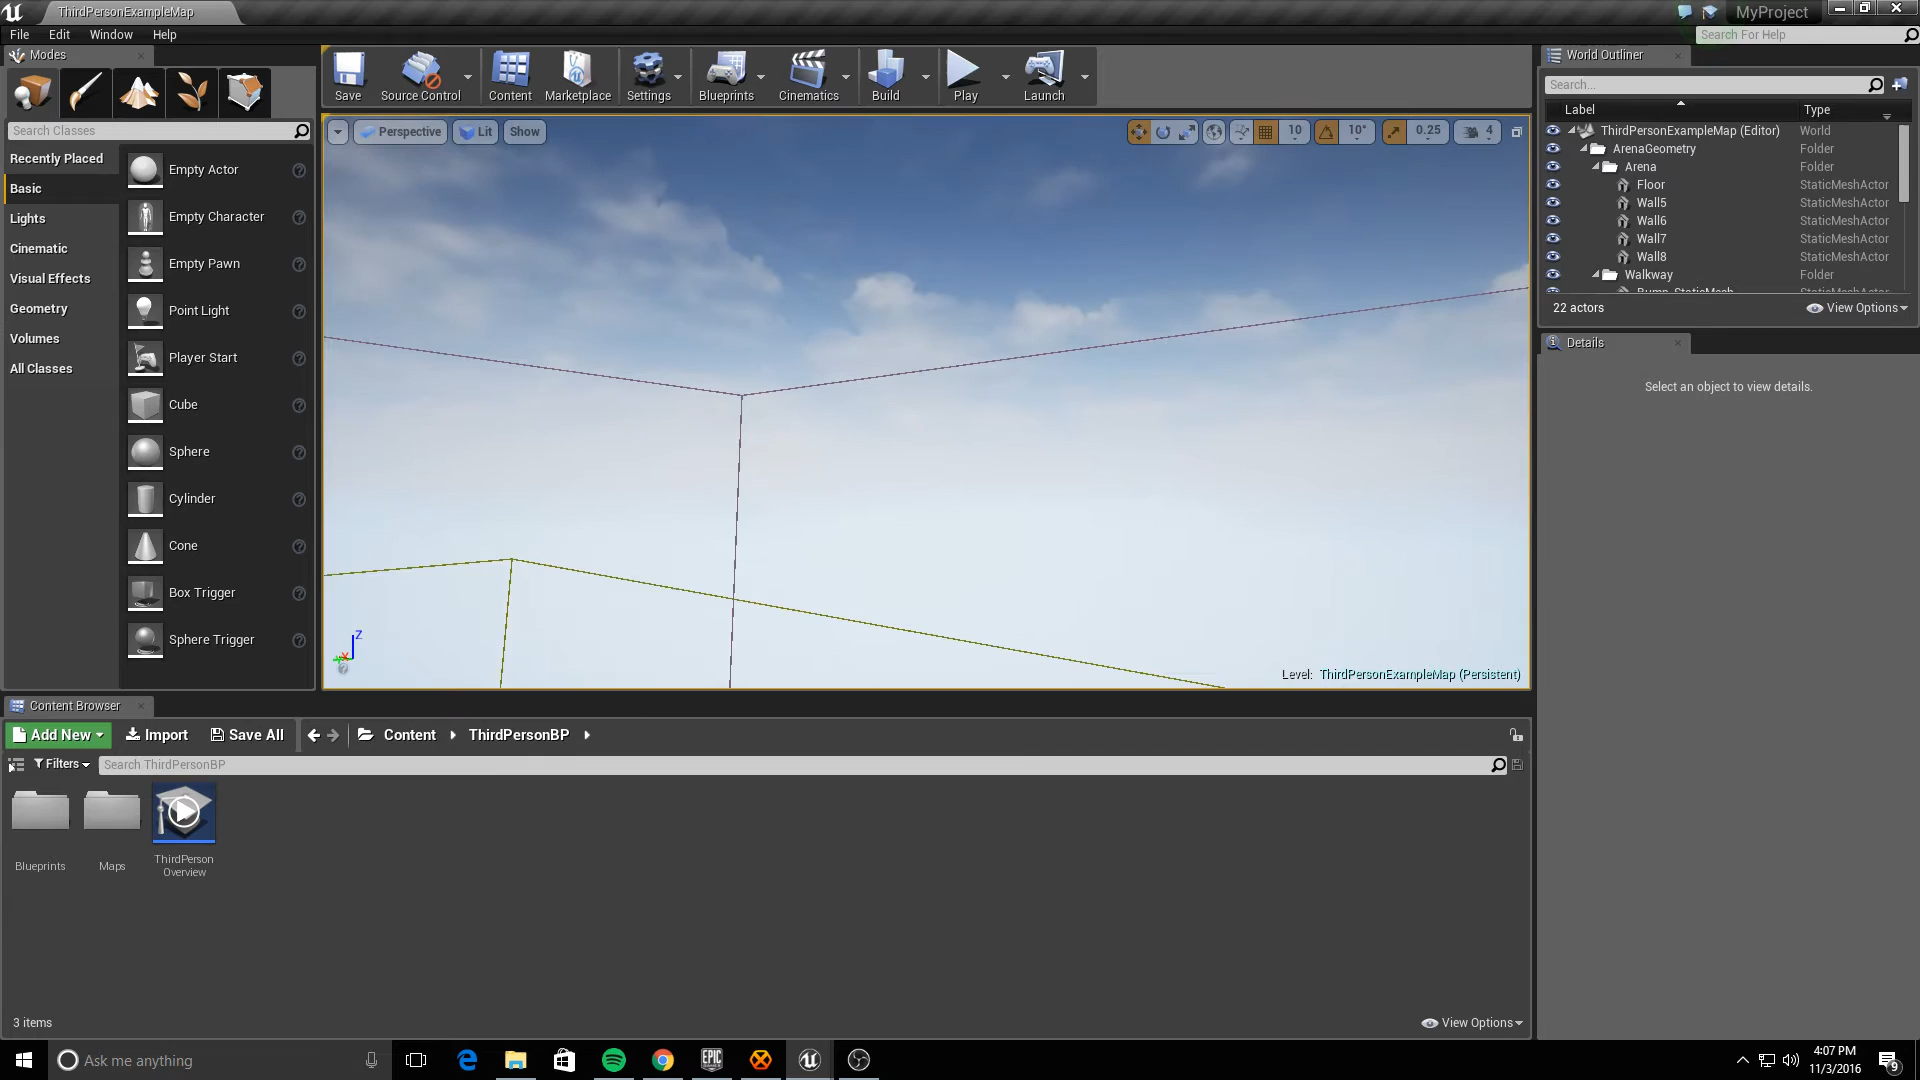 ThirdPersonExampleMap
MyProject
File Edit Window Help
Search For Help
Modes
Save
Source Control
Content
Marketplace
Settings
Blueprints
Cinematics
Build
Play
Launch
World Outliner
Search...
Label Type
Search Classes
Perspective
Lit
Show
10
10°
0.25
4
ThirdPersonExampleMap (Editor) World
ArenaGeometry Folder
Arena Folder
Floor StaticMeshActor
Wall5 StaticMeshActor
Wall6 StaticMeshActor
Wall7 StaticMeshActor
Wall8 StaticMeshActor
Walkway Folder
22 actors
View Options
Details
Select an object to view details.
Recently Placed
Basic
Lights
Cinematic
Visual Effects
Geometry
Volumes
All Classes
Empty Actor
Empty Character
Empty Pawn
Point Light
Player Start
Cube
Sphere
Cylinder
Cone
Box Trigger
Sphere Trigger
Z
X
Level: ThirdPersonExampleMap (Persistent)
Content Browser
Add New
Import
Save All
Content
ThirdPersonBP
Filters
Search ThirdPersonBP
Blueprints
Maps
ThirdPerson
Overview
3 items
View Options
Ask me anything
EPIC
4:07 PM
11/3/2016
9